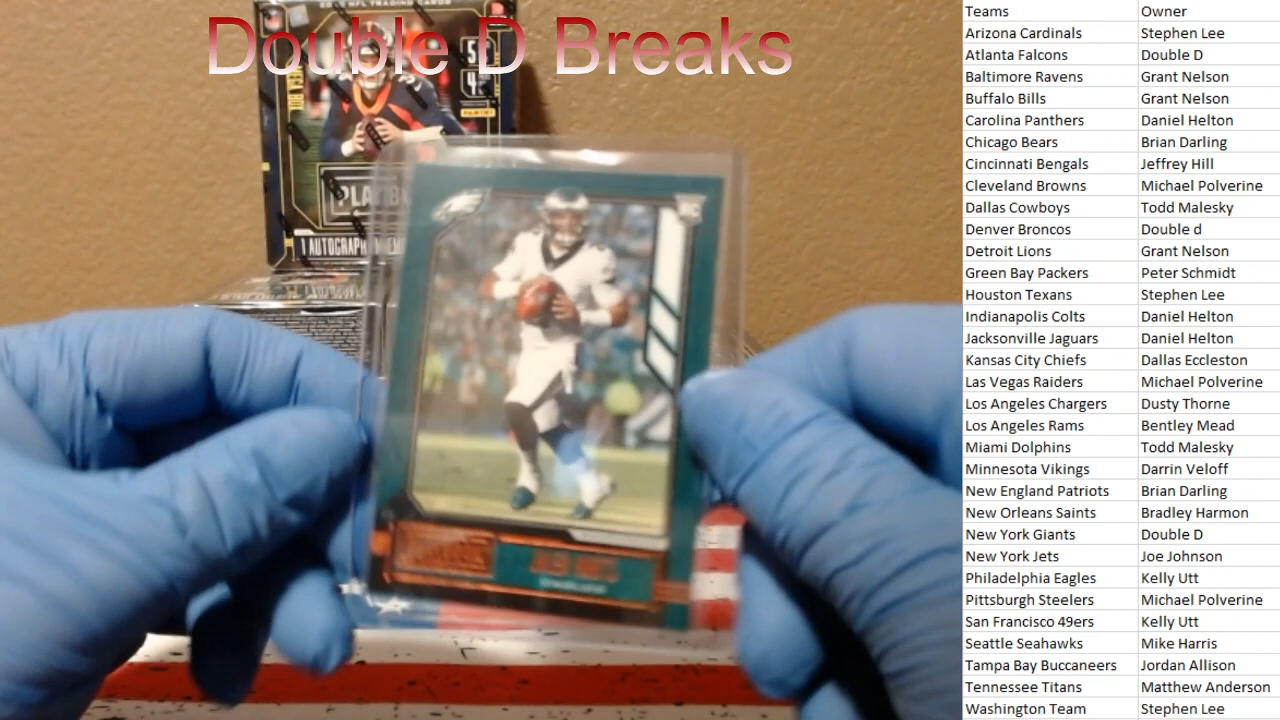 Double D Breaks
1 AUTOGRAPH
Teams Owner
Arizona Cardinals Stephen Lee
Atlanta Falcons Double D
Baltimore Ravens Grant Nelson
Buffalo Bills Grant Nelson
Carolina Panthers Daniel Helton
Chicago Bears Brian Darling
Cincinnati Bengals Jeffrey Hill
Cleveland Browns Michael Polverine
Dallas Cowboys Todd Malesky
Denver Broncos Double d
Detroit Lions Grant Nelson
Green Bay Packers Peter Schmidt
Houston Texans Stephen Lee
Indianapolis Colts Daniel Helton
Jacksonville Jaguars Daniel Helton
Kansas City Chiefs Dallas Eccleston
Las Vegas Raiders Michael Polverine
Los Angeles Chargers Dusty Thorne
Los Angeles Rams Bentley Mead
Miami Dolphins Todd Malesky
Minnesota Vikings Darrin Veloff
New England Patriots Brian Darling
New Orleans Saints Bradley Harmon
New York Giants Double D
New York Jets Joe Johnson
Philadelphia Eagles Kelly Utt
Pittsburgh Steelers Michael Polverine
San Francisco 49ers Kelly Utt
Seattle Seahawks Mike Harris
Tampa Bay Buccaneers Jordan Allison
Tennessee Titans Matthew Anderson
Washington Team Stephen Lee